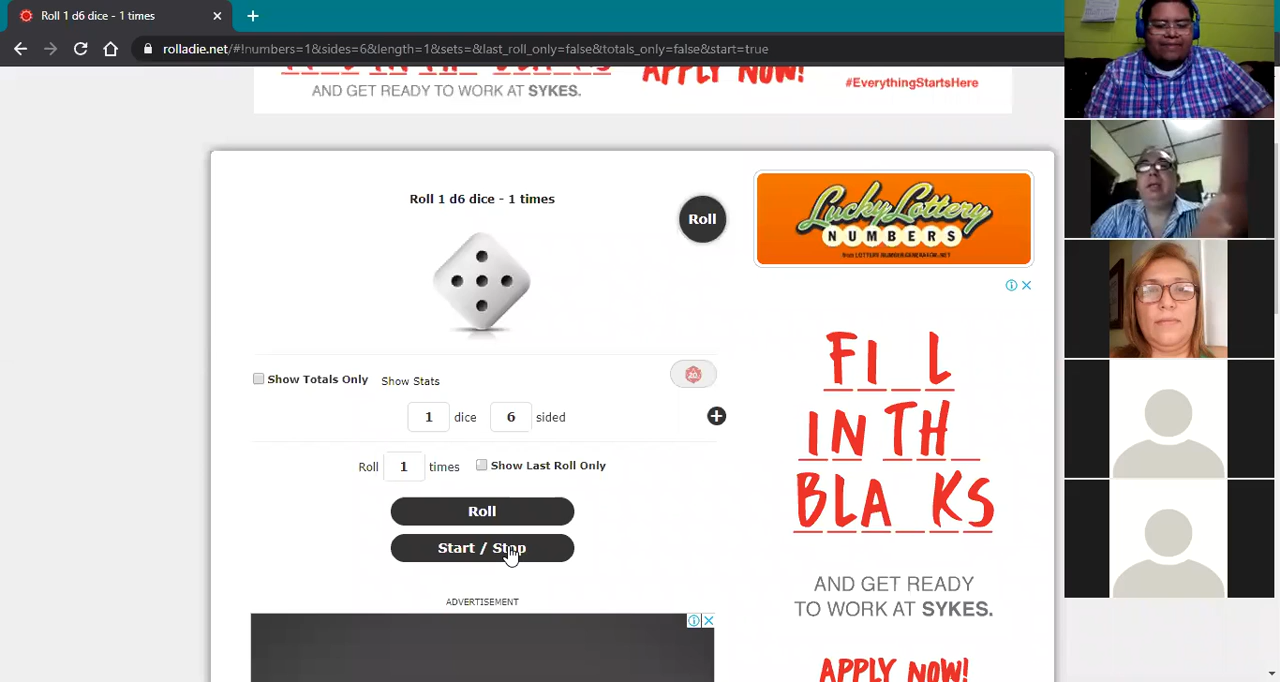 Roll 1 d6 dice - 1 times
rolladie.net/#!numbers=1&sides=6&length=1&sets=&last_roll_only=false&totals_only=false&start=true
APPLY NOW!
AND GET READY TO WORK AT SYKES.
#EverythingStartsHere
Roll 1 d6 dice - 1 times
Roll
Lucky Lottery
NUMBERS
Show Totals Only
Show Stats
20
1 dice 6 sided
Roll 1 times
Show Last Roll Only
Roll
Start / Stop
ADVERTISEMENT
FI_L
IN TH_
BLA_KS
AND GET READY
TO WORK AT SYKES.
APPLY NOW!